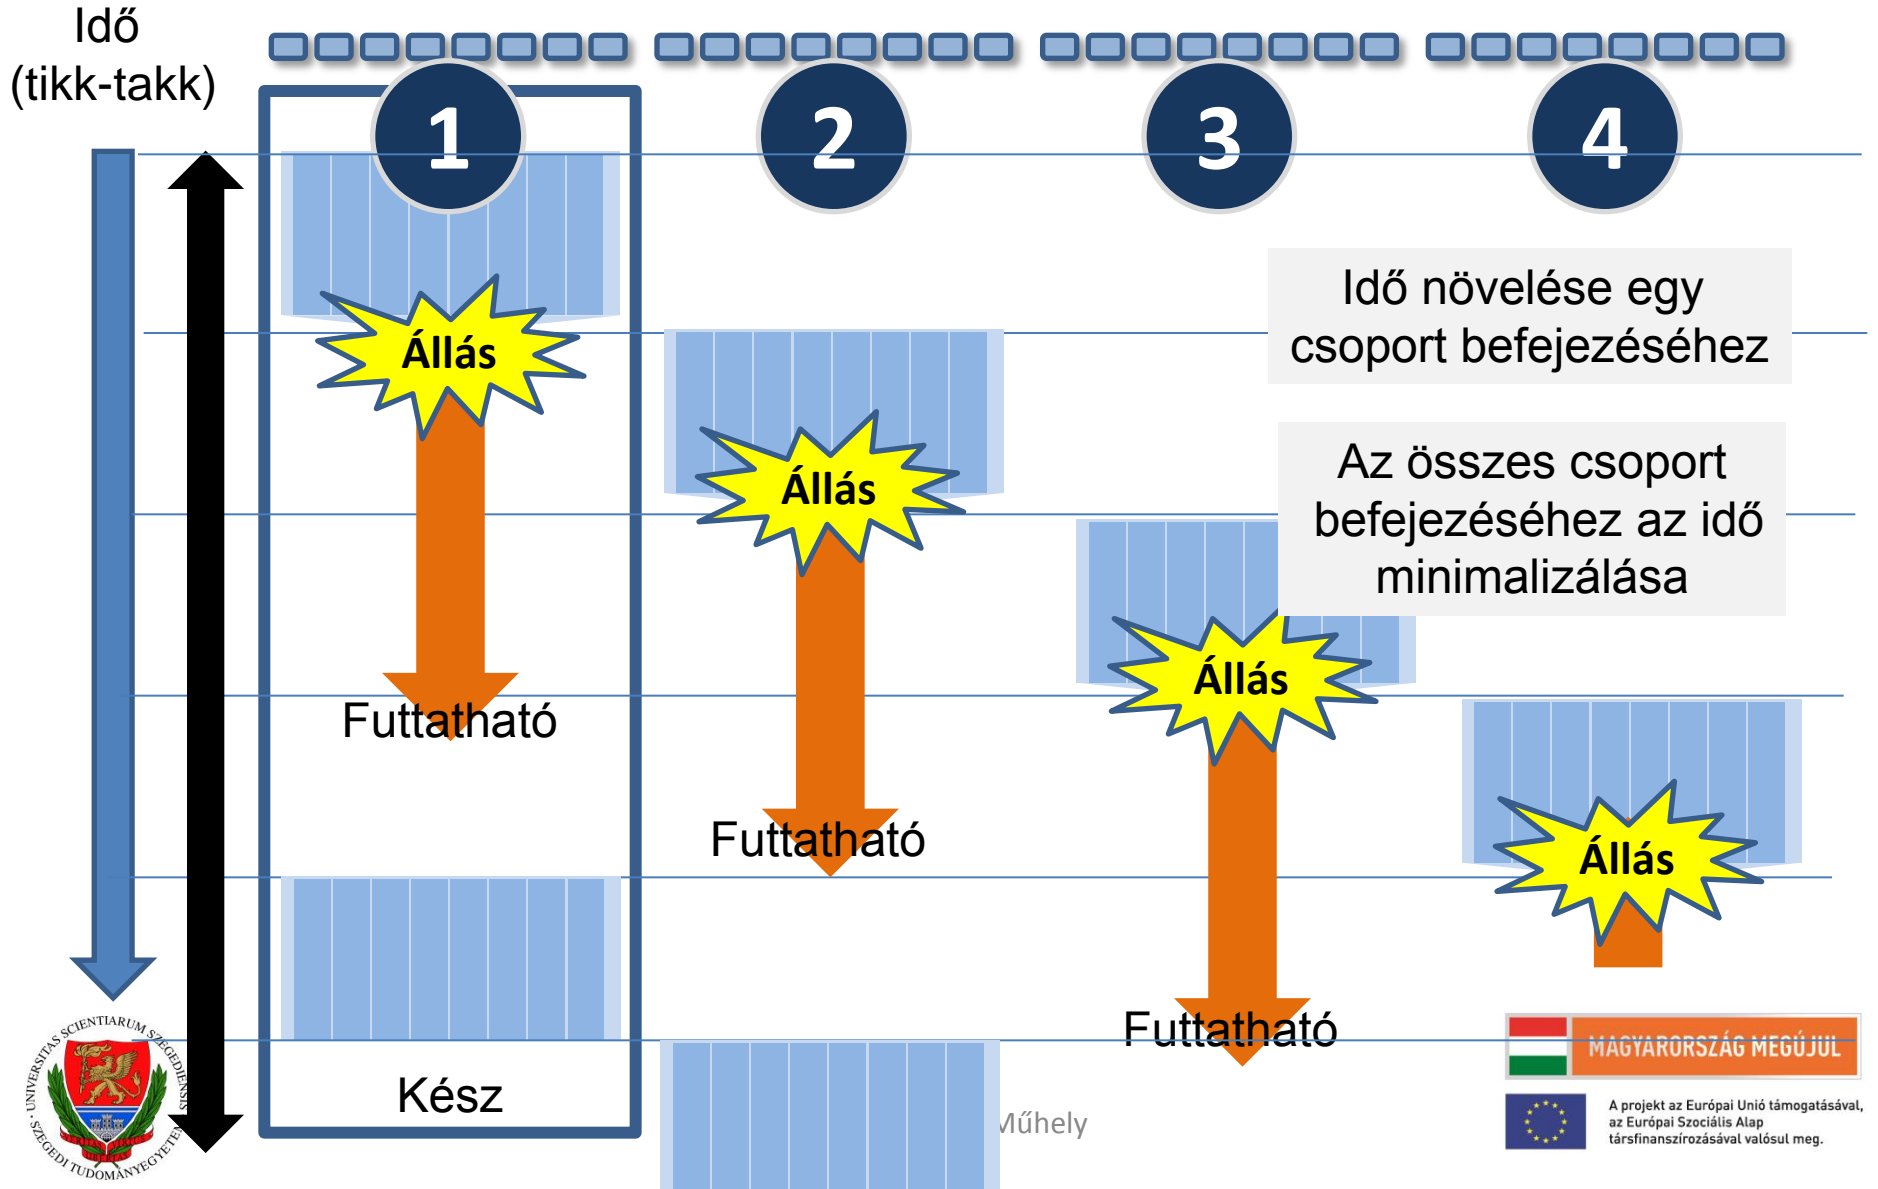 Idő
(tikk-takk)
1
2
3
4
Idő növelése egy
csoport befejezéséhez
Állás
Az összes csoport
befejezéséhez az idő
minimalizálása
Állás
Állás
Futtatható
Futtatható
Állás
Futtatható
Kész
Műhely
UNIVERSITAS SCIENTIARUM SZEGEDIENSIS
SZEGEDI TUDOMÁNYEGYETEM
MAGYARORSZÁG MEGÚJUL
A projekt az Európai Unió támogatásával,
az Európai Szociális Alap
társfinanszírozásával valósul meg.